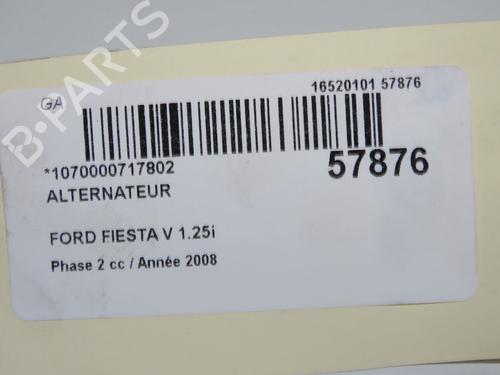 B-PARTS
GA
16520101 57876
*1070000717802
57876
ALTERNATEUR
FORD FIESTA V 1.25i
Phase 2 cc / Année 2008